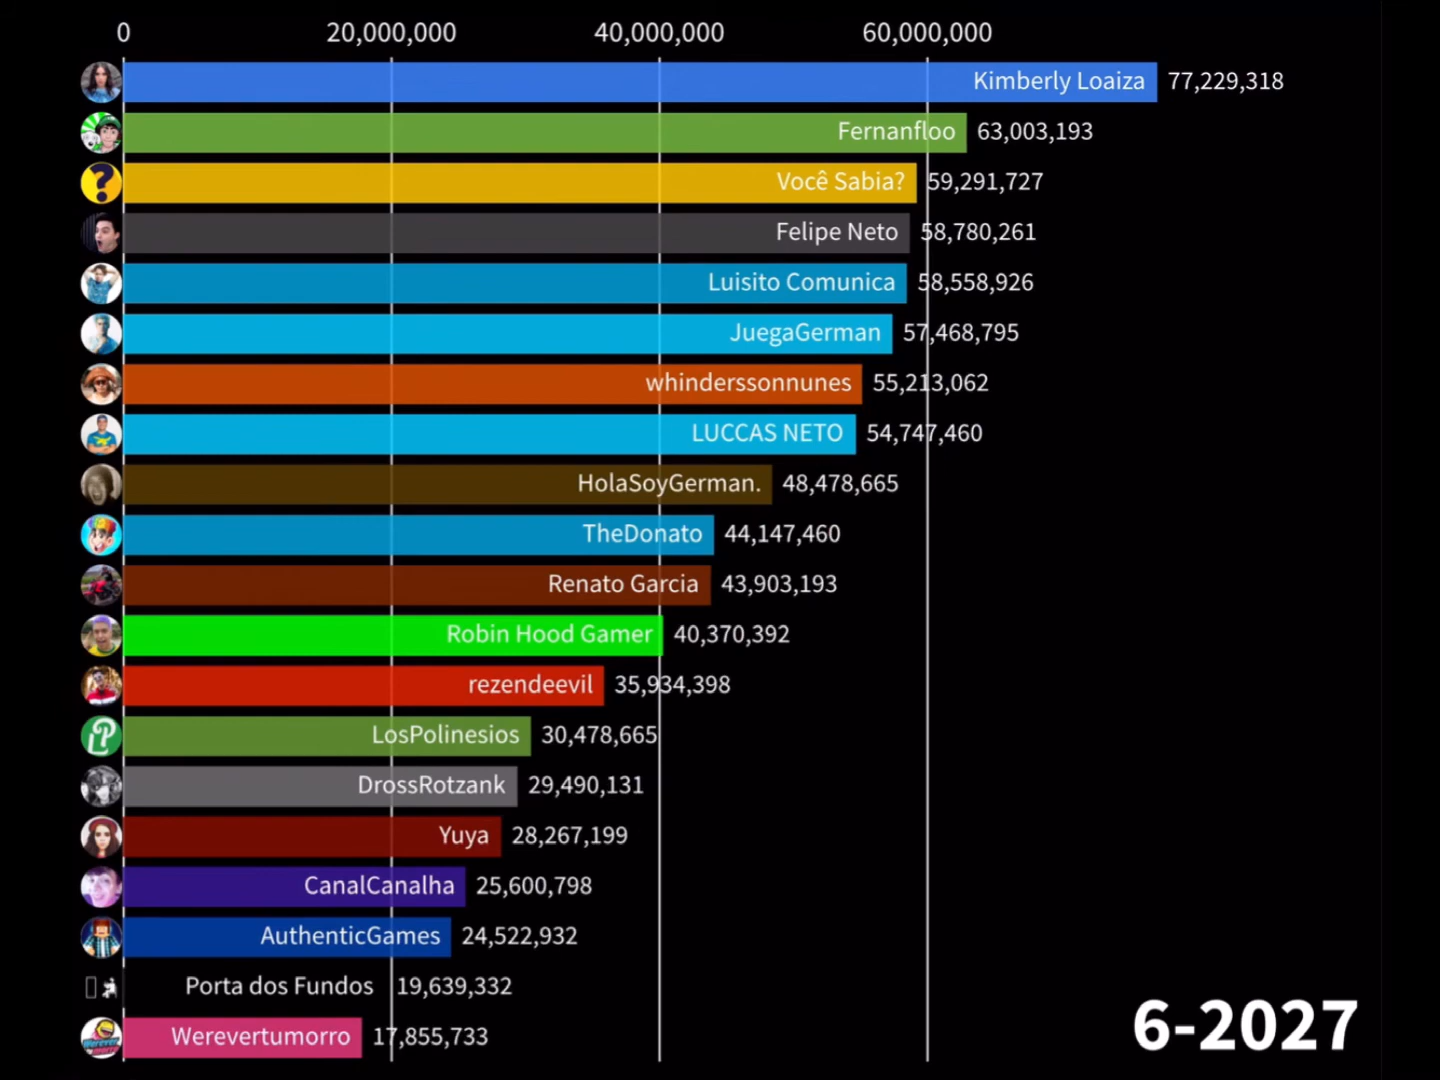 0 20,000,000 40,000,000 60,000,000
Kimberly Loaiza 77,229,318
Fernanfloo 63,003,193
Você Sabia? 59,291,727
Felipe Neto 58,780,261
Luisito Comunica 58,558,926
JuegaGerman 57,468,795
whinderssonnunes 55,213,062
LUCCAS NETO 54,747,460
HolaSoyGerman. 48,478,665
TheDonato 44,147,460
Renato Garcia 43,903,193
Robin Hood Gamer 40,370,392
rezendeevil 35,934,398
LosPolinesios 30,478,665
DrossRotzank 29,490,131
Yuya 28,267,199
CanalCanalha 25,600,798
AuthenticGames 24,522,932
Porta dos Fundos 19,639,332
Werevertumorro 17,855,733
6-2027